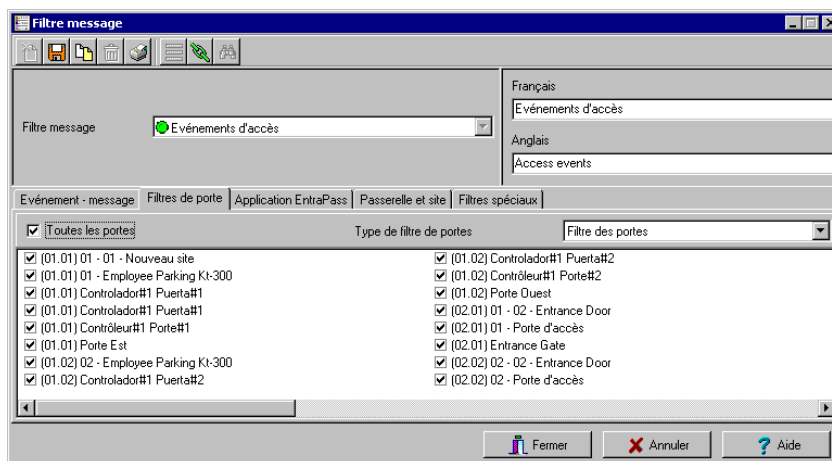 Filtre message
Français
Evénements d'accès
Filtre message
Evénements d'accès
Anglais
Access events
Evénement - message
Filtres de porte
Application EntraPass
Passerelle et site
Filtres spéciaux
Toutes les portes
Type de filtre de portes
Filtre des portes
(01.01) 01 - 01 - Nouveau site
(01.01) 01 - Employee Parking Kt-300
(01.01) Controlador#1 Puerta#1
(01.01) Controlador#1 Puerta#1
(01.01) Contrôleur#1 Porte#1
(01.01) Porte Est
(01.02) 02 - Employee Parking Kt-300
(01.02) Controlador#1 Puerta#2
(01.02) Controlador#1 Puerta#2
(01.02) Contrôleur#1 Porte#2
(01.02) Porte Ouest
(02.01) 01 - 02 - Entrance Door
(02.01) 01 - Porte d'accès
(02.01) Entrance Gate
(02.02) 02 - 02 - Entrance Door
(02.02) 02 - Porte d'accès
Fermer
Annuler
Aide